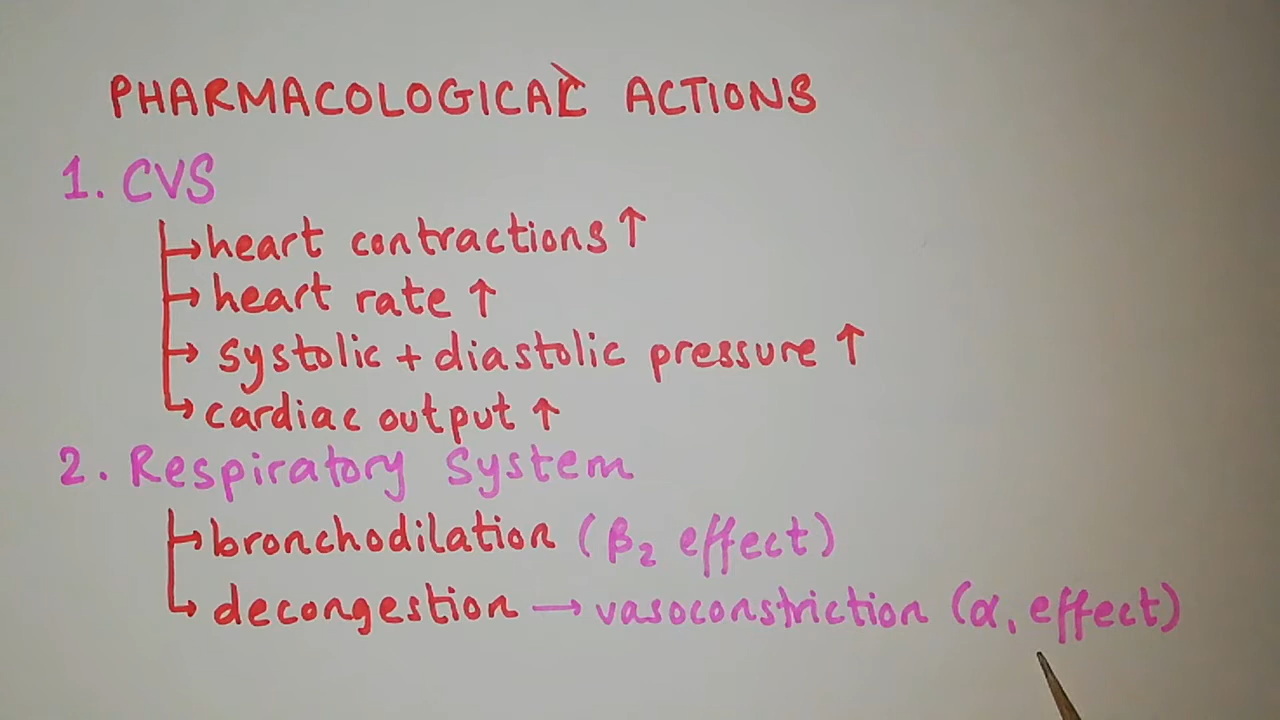 PHARMACOLOGICAL ACTIONS
1. CVS
→ heart contractions ↑
→ heart rate ↑
→ systolic + diastolic pressure ↑
→ cardiac output ↑
2. Respiratory System
→ bronchodilation (β₂ effect)
→ decongestion → vasoconstriction (α₁ effect)